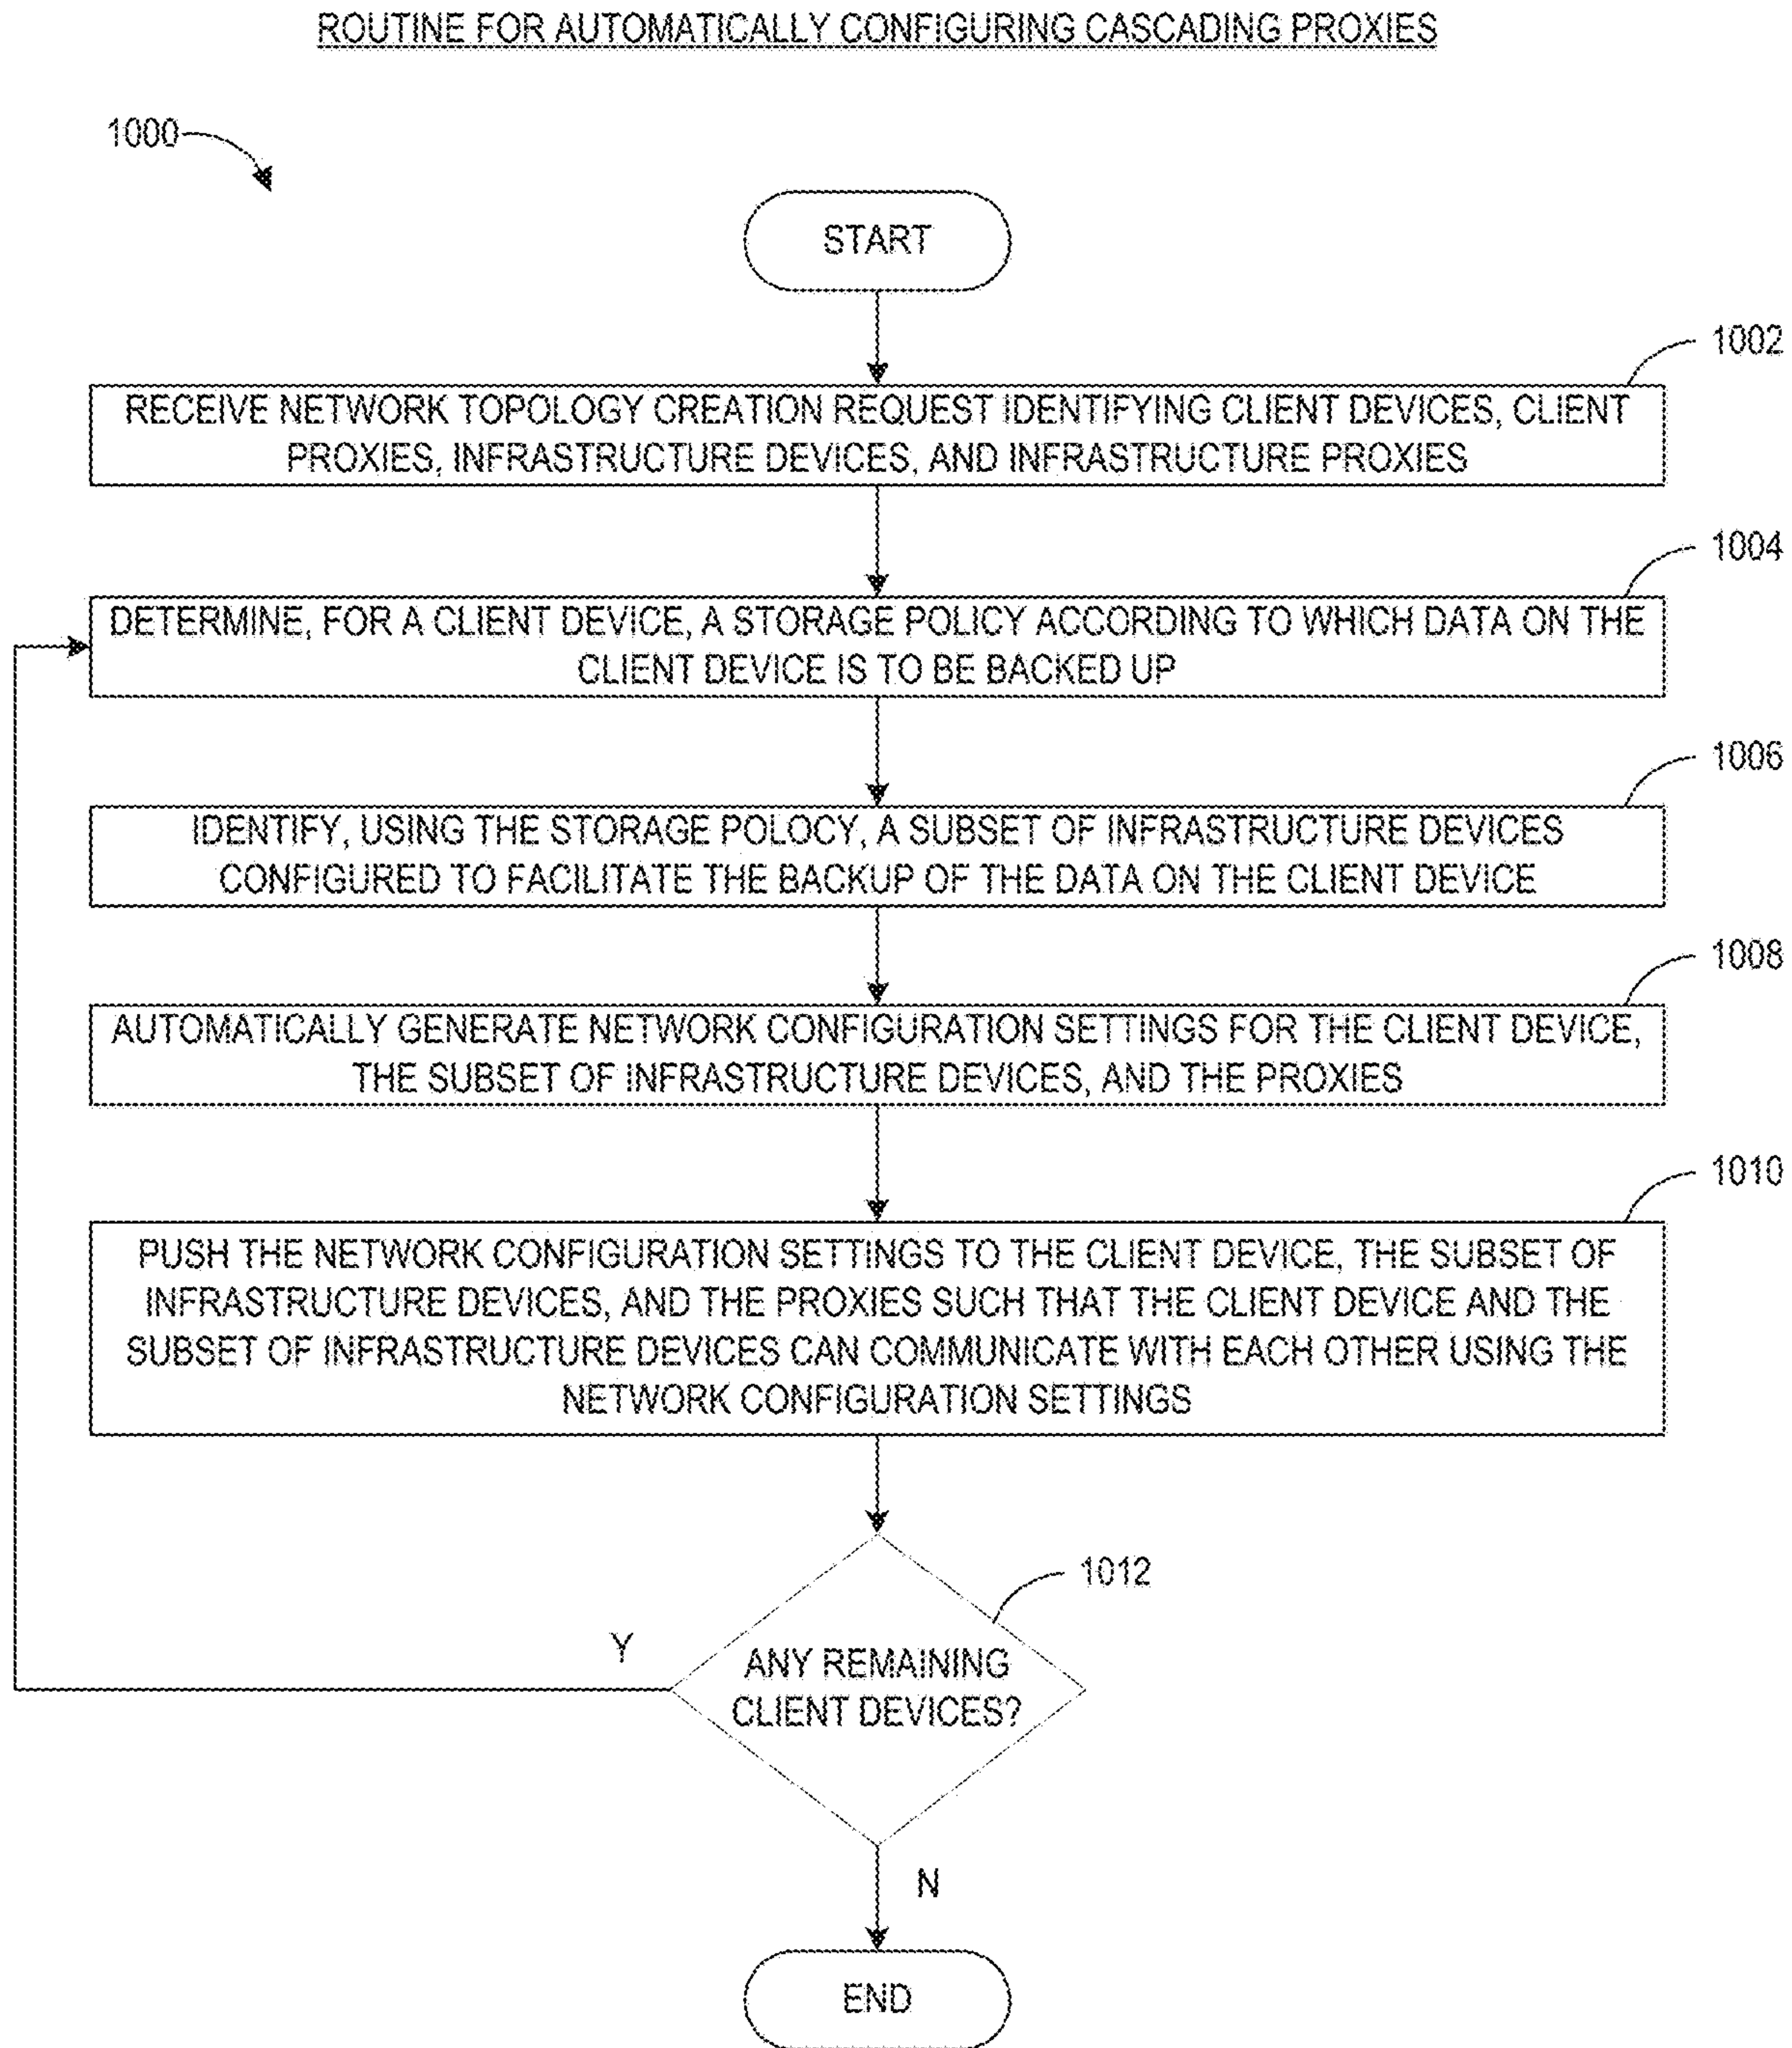 ROUTINE FOR AUTOMATICALLY CONFIGURING CASCADING PROXIES
1000
START
1002
RECEIVE NETWORK TOPOLOGY CREATION REQUEST IDENTIFYING CLIENT DEVICES, CLIENT
PROXIES, INFRASTRUCTURE DEVICES, AND INFRASTRUCTURE PROXIES
1004
DETERMINE, FOR A CLIENT DEVICE, A STORAGE POLICY ACCORDING TO WHICH DATA ON THE
CLIENT DEVICE IS TO BE BACKED UP
1006
IDENTIFY, USING THE STORAGE POLOCY, A SUBSET OF INFRASTRUCTURE DEVICES
CONFIGURED TO FACILITATE THE BACKUP OF THE DATA ON THE CLIENT DEVICE
1008
AUTOMATICALLY GENERATE NETWORK CONFIGURATION SETTINGS FOR THE CLIENT DEVICE,
THE SUBSET OF INFRASTRUCTURE DEVICES, AND THE PROXIES
1010
PUSH THE NETWORK CONFIGURATION SETTINGS TO THE CLIENT DEVICE, THE SUBSET OF
INFRASTRUCTURE DEVICES, AND THE PROXIES SUCH THAT THE CLIENT DEVICE AND THE
SUBSET OF INFRASTRUCTURE DEVICES CAN COMMUNICATE WITH EACH OTHER USING THE
NETWORK CONFIGURATION SETTINGS
1012
Y
ANY REMAINING
CLIENT DEVICES?
N
END